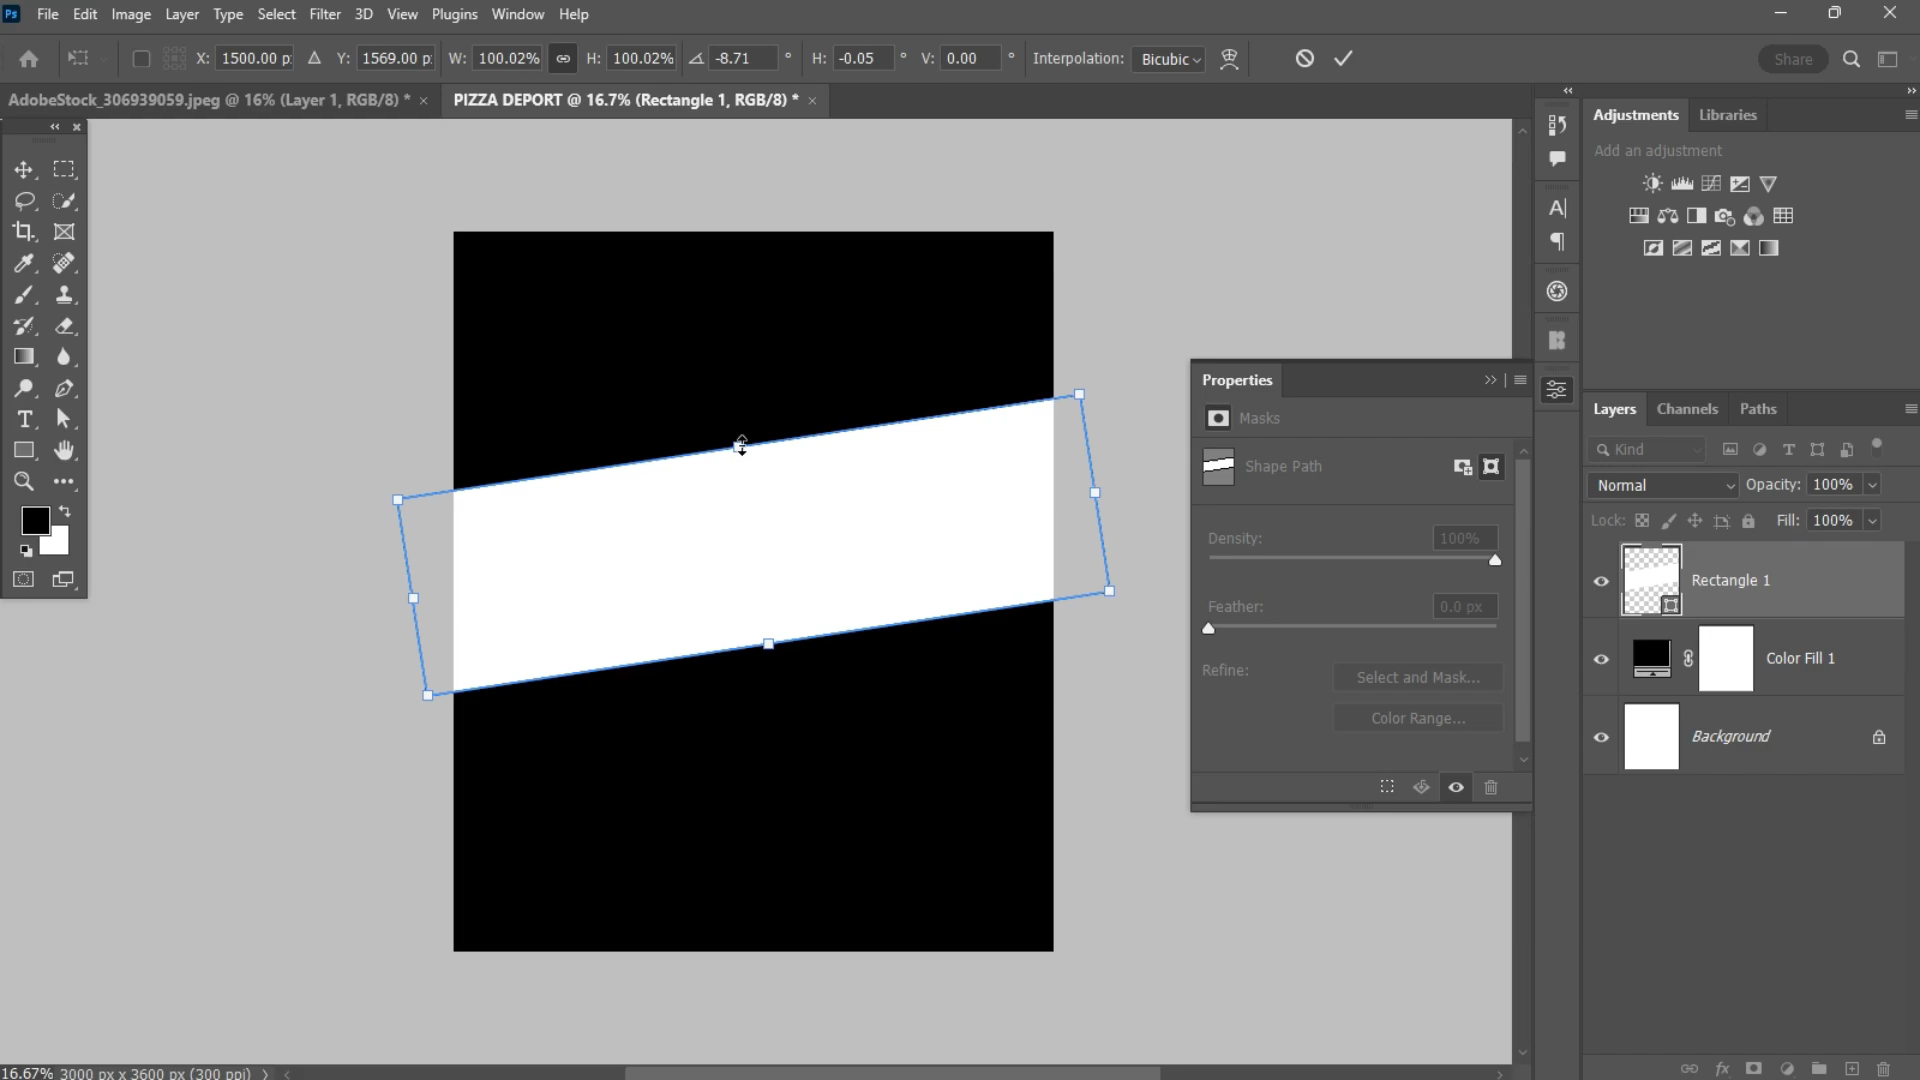 Ps File Edit Image Layer Type Select Filter 3D View Plugins Window Help
X: 1500.00 p Y: 1569.00 p W: 100.02% H: 100.02% -8.71 ° H: -0.05 ° V: 0.00 ° Interpolation: Bicubic Share
AdobeStock_306939059.jpeg @ 16% (Layer 1, RGB/8) * × PIZZA DEPORT @ 16.7% (Rectangle 1, RGB/8) * ×
Adjustments Libraries
Add an adjustment
Properties
Masks
Shape Path
Density: 100%
Feather: 0.0 px
Refine: Select and Mask...
Color Range...
Layers Channels Paths
Kind
Normal Opacity: 100%
Lock: Fill: 100%
Rectangle 1
Color Fill 1
Background
16.67% 3000 px x 3600 px (300 ppi)